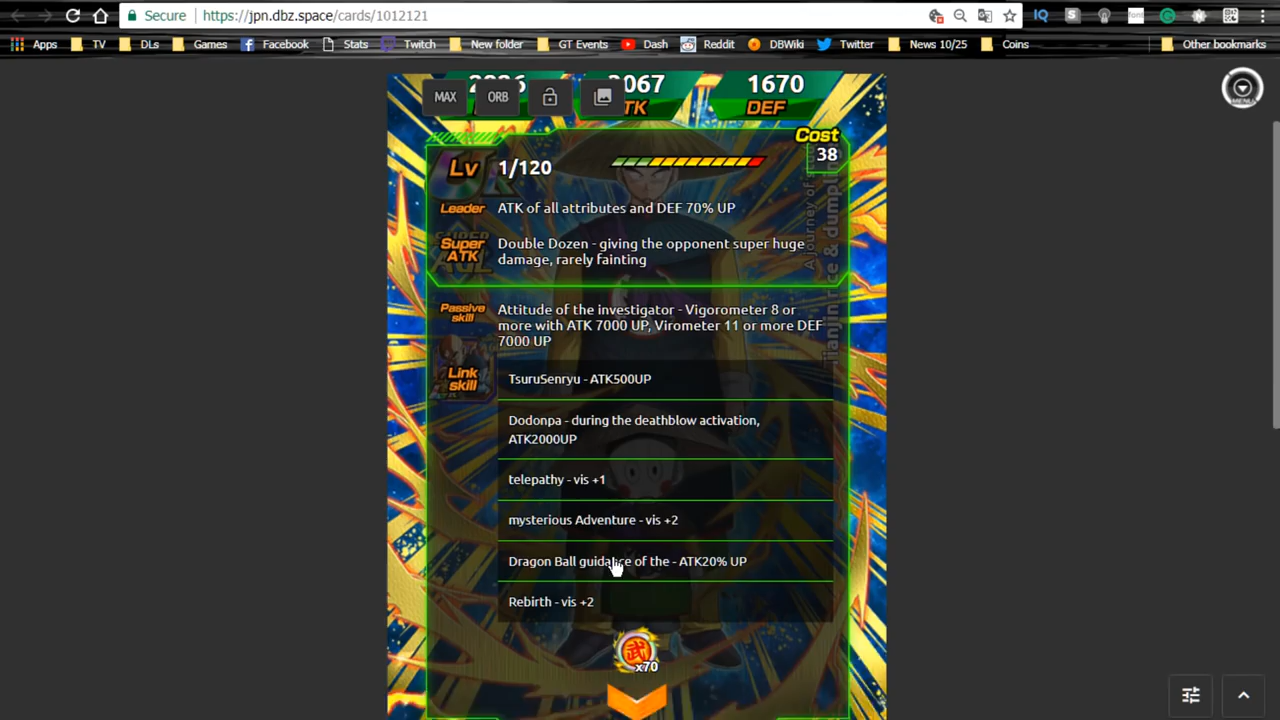 Secure
https://jpn.dbz.space/cards/1012121
IQ
S
Apps
TV
DLs
Games
Facebook
Stats
Twitch
New folder
GT Events
Dash
Reddit
DBWiki
Twitter
News 10/25
Coins
Other bookmarks
MAX
ORB
1670
DEF
MENU
Cost
38
Lv
1/120
Leader
ATK of all attributes and DEF 70% UP
Super
ATK
Double Dozen - giving the opponent super huge
damage, rarely fainting
Passive
skill
Attitude of the investigator - Vigorometer 8 or
more with ATK 7000 UP, Virometer 11 or more DEF
7000 UP
Link
skill
TsuruSenryu - ATK500UP
Dodonpa - during the deathblow activation,
ATK2000UP
telepathy - vis +1
mysterious Adventure - vis +2
Dragon Ball guidance of the - ATK20% UP
Rebirth - vis +2
武
x70